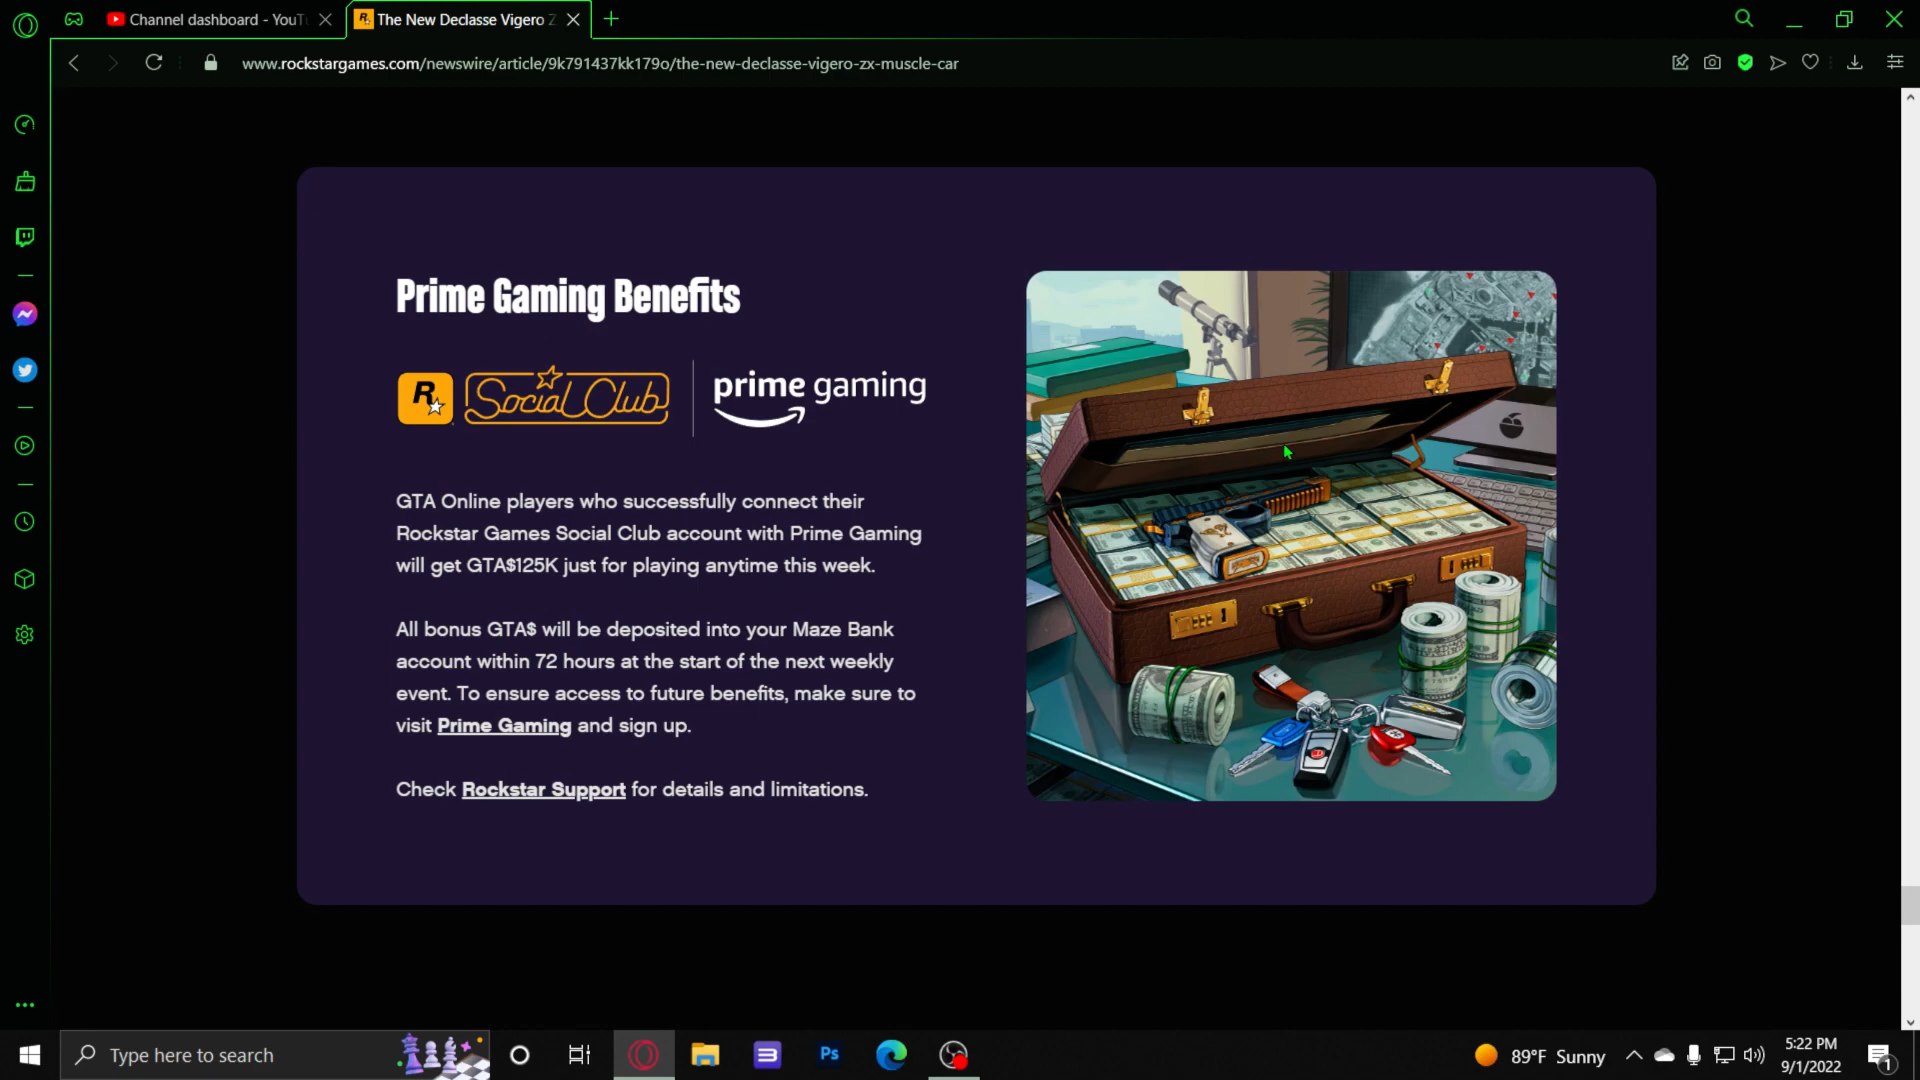 Channel dashboard - YouT
The New Declasse Vigero Z
www.rockstargames.com/newswire/article/9k791437kk179o/the-new-declasse-vigero-zx-muscle-car
Prime Gaming Benefits
R
Social Club
prime gaming
GTA Online players who successfully connect their
Rockstar Games Social Club account with Prime Gaming
will get GTA$125K just for playing anytime this week.
All bonus GTA$ will be deposited into your Maze Bank
account within 72 hours at the start of the next weekly
event. To ensure access to future benefits, make sure to
visit Prime Gaming and sign up.
Check Rockstar Support for details and limitations.
Type here to search
Ps
89°F Sunny
5:22 PM
9/1/2022
1